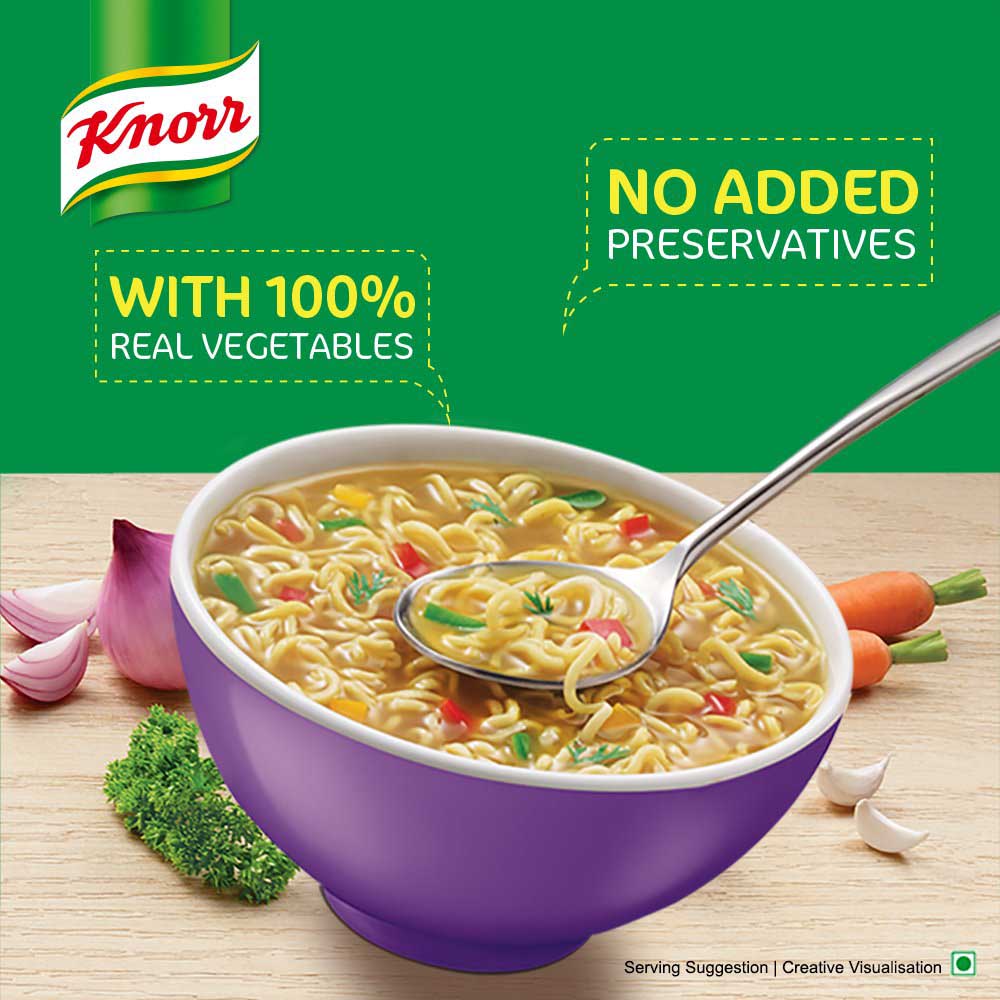 Knorr
NO ADDED
PRESERVATIVES
WITH 100%
REAL VEGETABLES
Serving Suggestion | Creative Visualisation